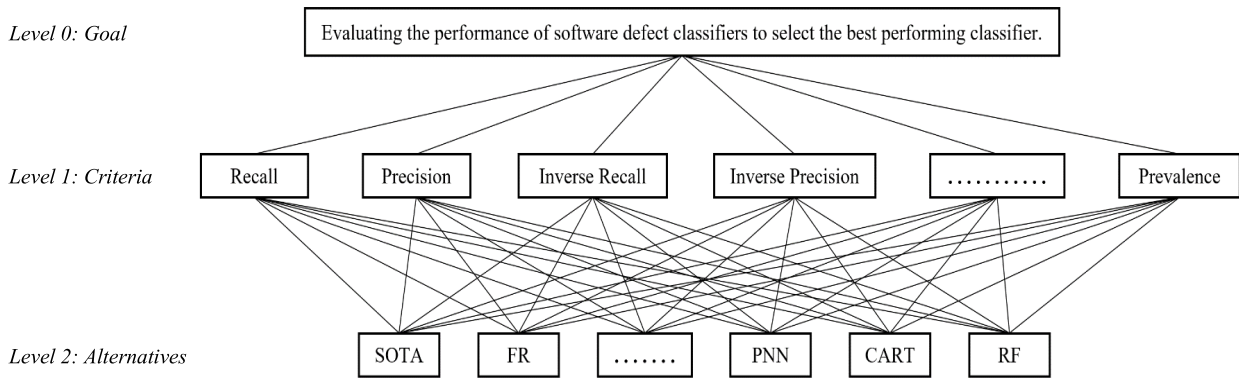 Level 0: Goal
Evaluating the performance of software defect classifiers to select the best performing classifier.
Level 1: Criteria
Recall
Precision
Inverse Recall
Inverse Precision
...........
Prevalence
Level 2: Alternatives
SOTA
FR
.......
PNN
CART
RF